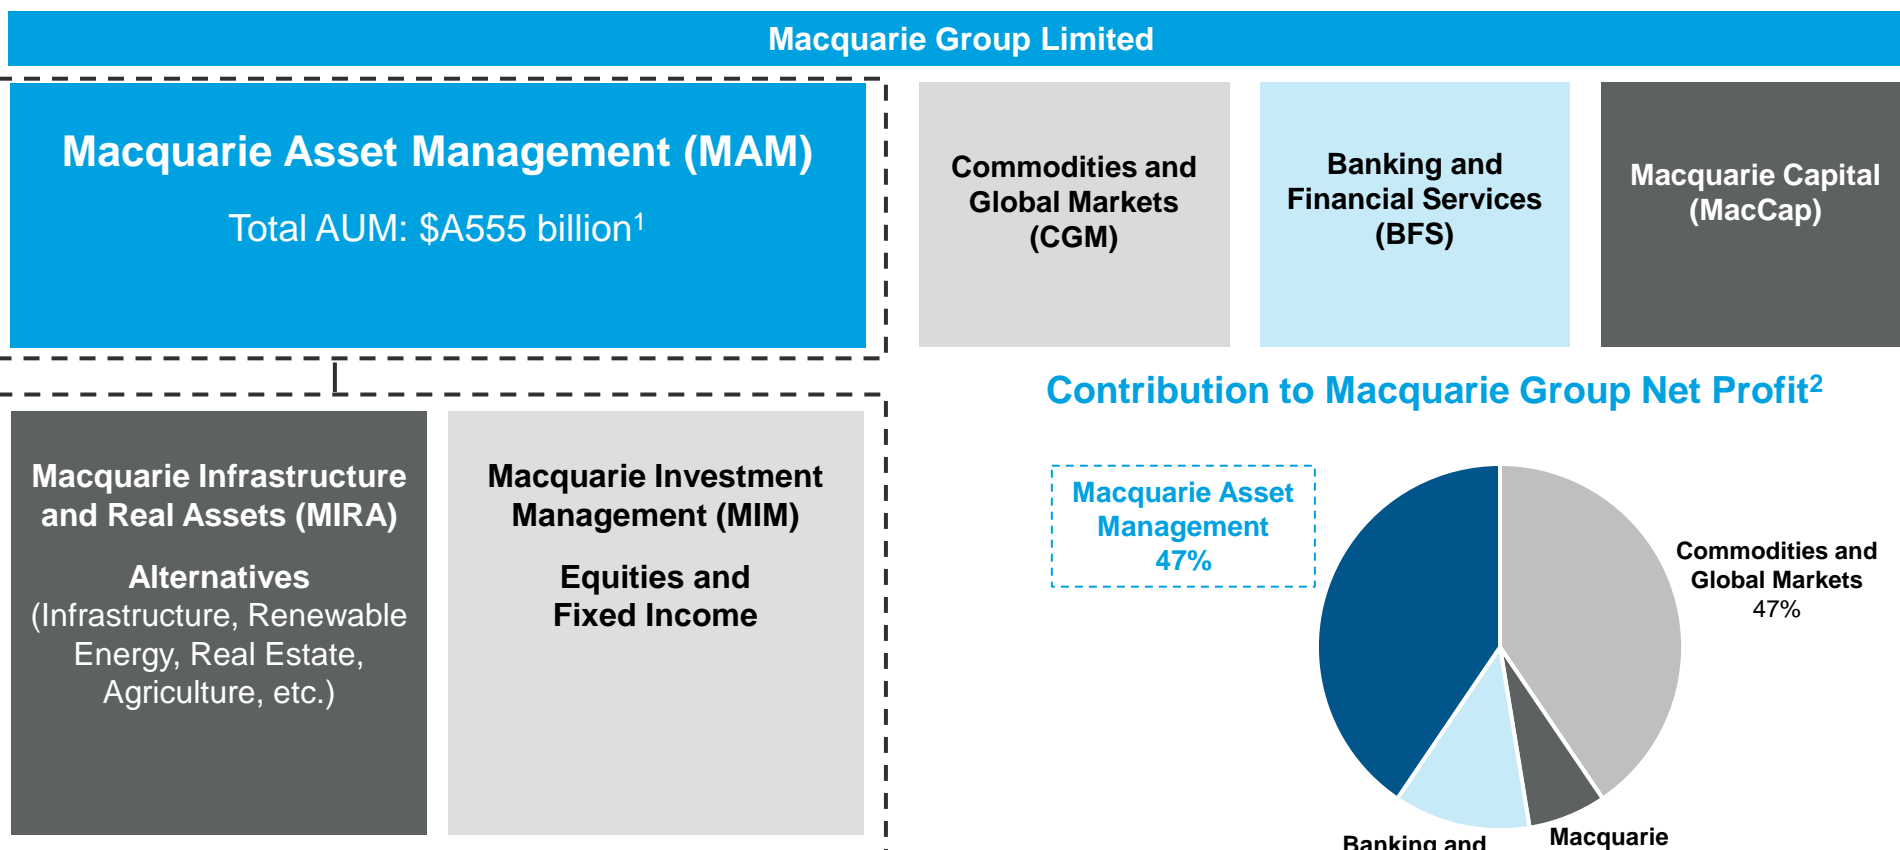 Macquarie Group Limited
Macquarie Asset Management (MAM)
Total AUM: $A555 billion1
Commodities and
Global Markets
(CGM)
Banking and
Financial Services
(BFS)
Macquarie Capital
(MacCap)
Macquarie Infrastructure
and Real Assets (MIRA)
Alternatives
(Infrastructure, Renewable
Energy, Real Estate,
Agriculture, etc.)
Macquarie Investment
Management (MIM)
Equities and
Fixed Income
Contribution to Macquarie Group Net Profit2
Macquarie Asset
Management
47%
Commodities and
Global Markets
47%
Banking and
Macquarie